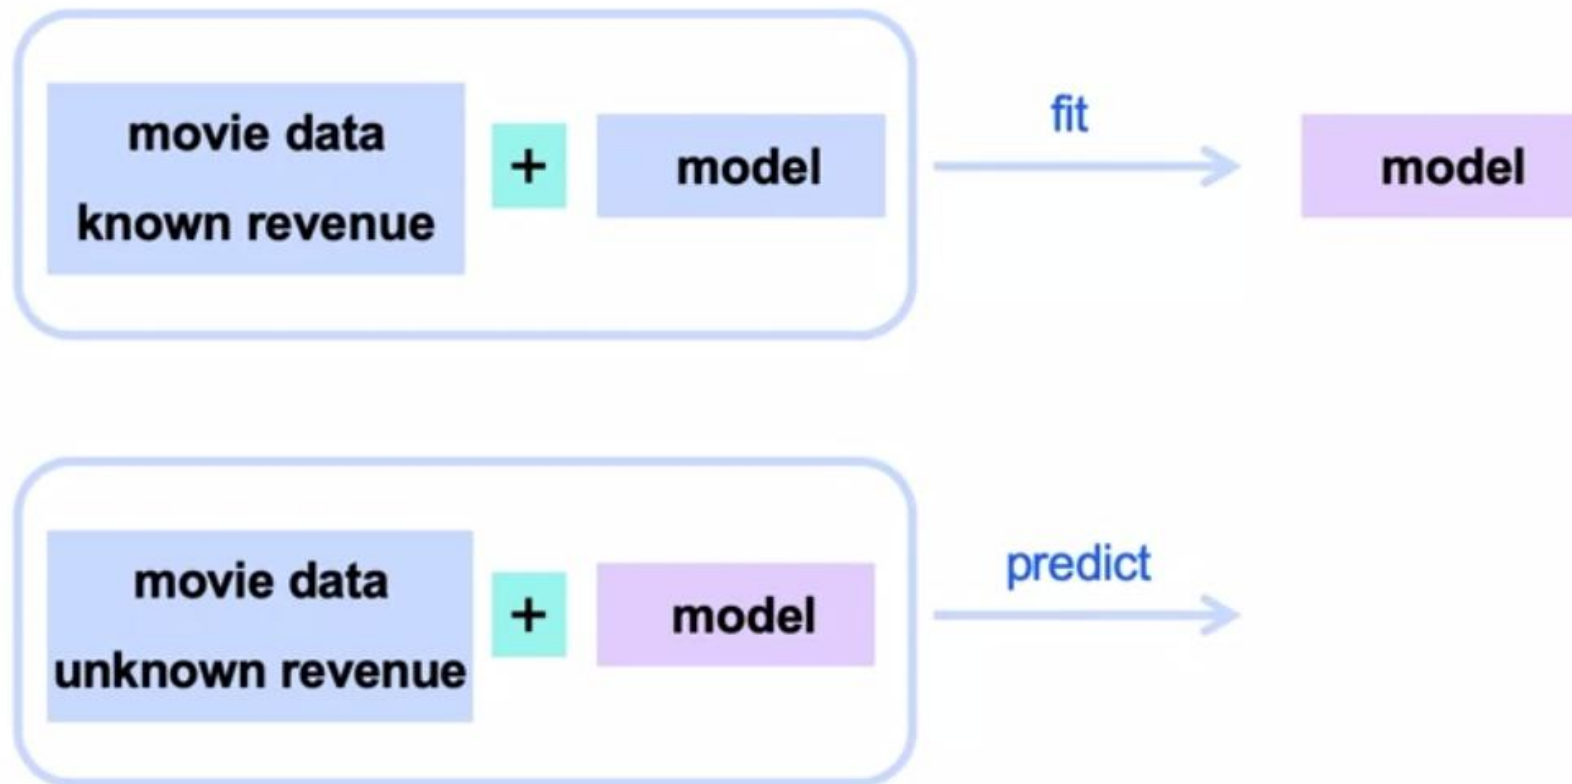 movie data
known revenue
+
model
fit
model
movie data
unknown revenue
+
model
predict